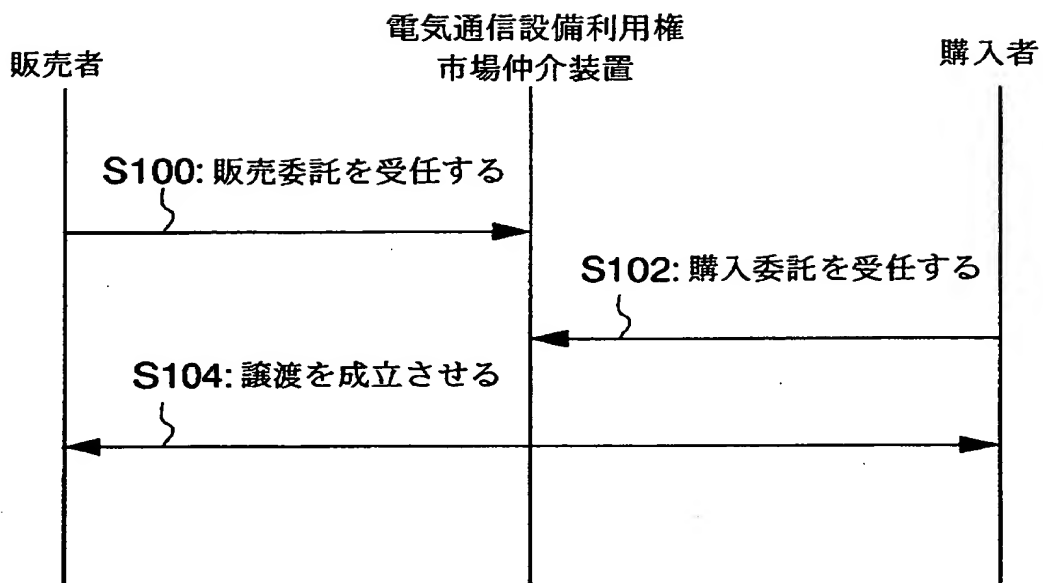 販売者
電気通信設備利用権
市場仲介装置
購入者
S100: 販売委託を受任する
S102: 購入委託を受任する
S104: 譲渡を成立させる